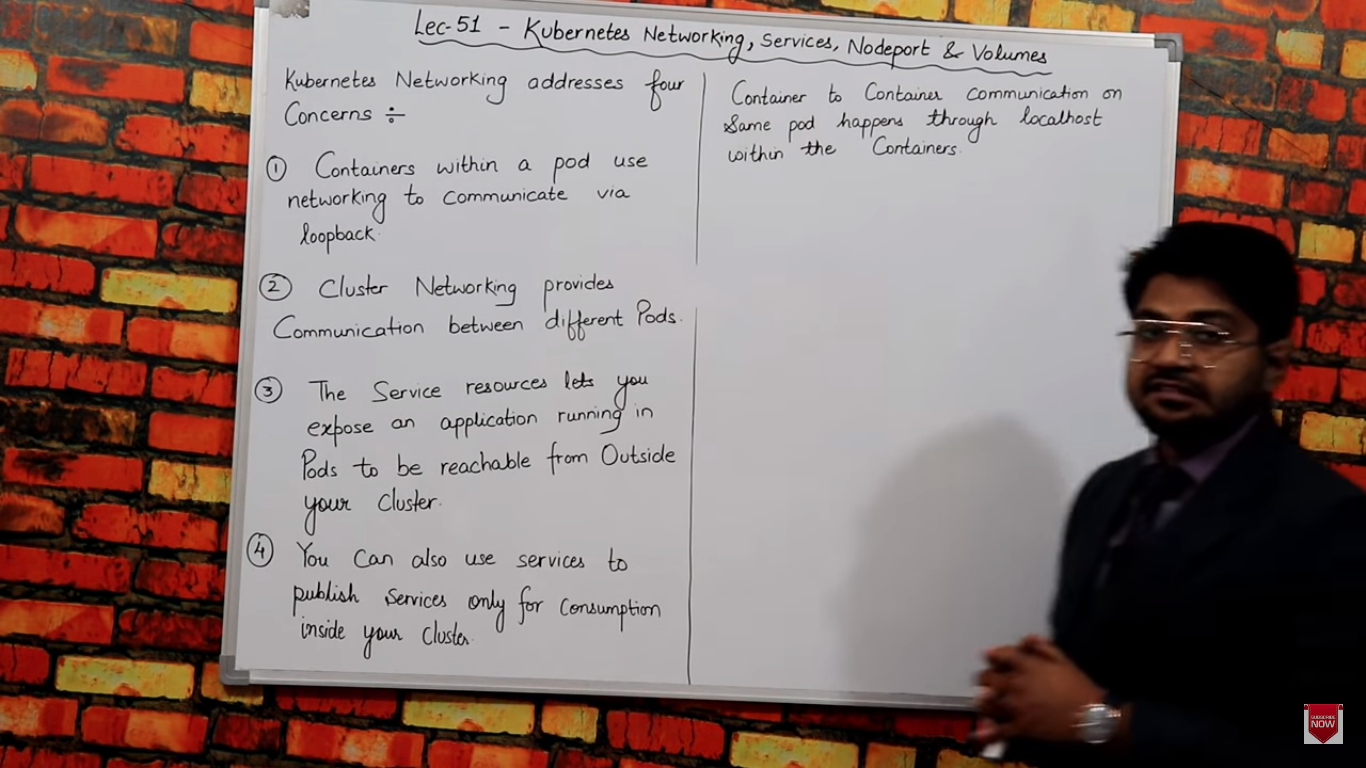 Lec-51 - Kubernetes Networking, Services, Nodeport & Volumes
Kubernetes Networking addresses four
Concerns ÷
① Containers within a pod use
networking to communicate via
loopback.
② Cluster Networking provides
Communication between different Pods.
③ The Service resources lets you
expose an application running in
Pods to be reachable from Outside
your Cluster.
④ You Can also use services to
publish Services only for Consumption
inside your Cluster.
Container to Container communication on
Same pod happens through localhost
within the Containers.
SUBSCRIBE
NOW